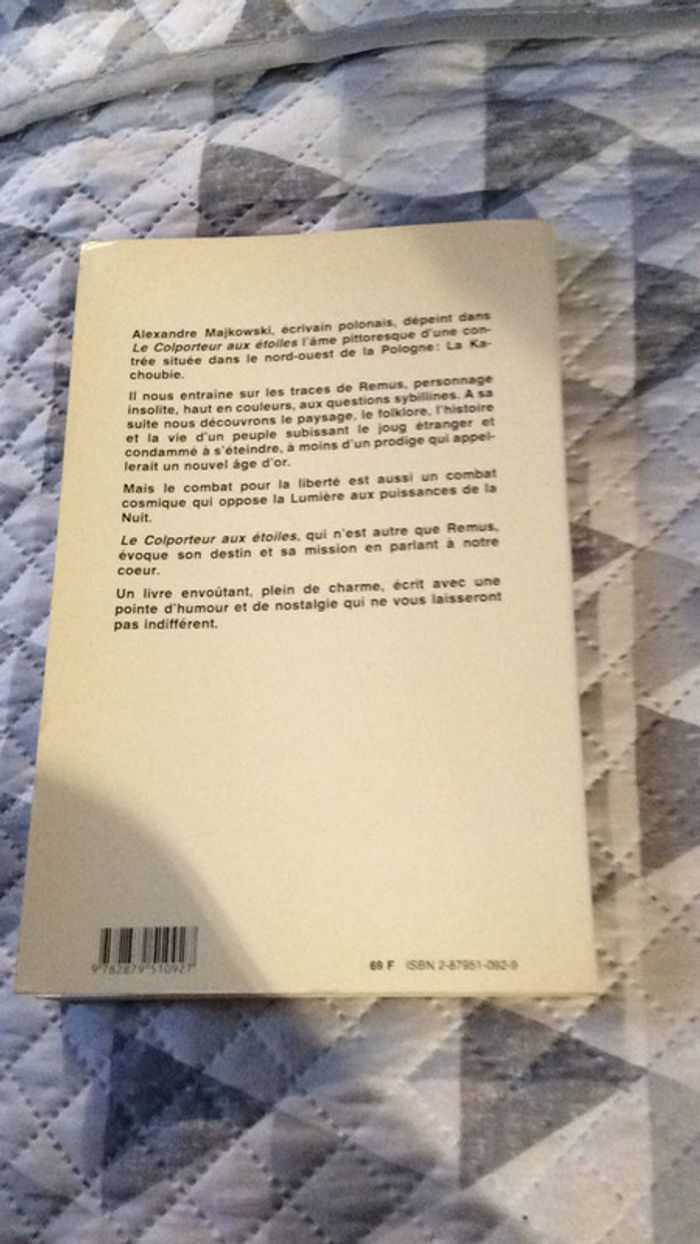 Alexandre Majkowski, écrivain polonais, dépeint dans
Le Colporteur aux étoiles l'âme pittoresque d'une con-
trée située dans le nord-ouest de la Pologne: La Ka-
choubie.
Il nous entraine sur les traces de Remus, personnage
insolite, haut en couleurs, aux questions sybillines. A sa
suite nous découvrons le paysage, le folklore, l'histoire
et la vie d'un peuple subissant le joug étranger et
condammé à s'éteindre, à moins d'un prodige qui appel-
lerait un nouvel âge d'or.
Mais le combat pour la liberté est aussi un combat
cosmique qui oppose la Lumière aux puissances de la
Nuit.
Le Colporteur aux étoiles, qui n'est autre que Remus,
évoque son destin et sa mission en parlant à notre
coeur.
Un livre envoûtant, plein de charme, écrit avec une
pointe d'humour et de nostalgie qui ne vous laisseront
pas indifférent.
9 782879 510927
69 F ISBN 2-87951-092-9